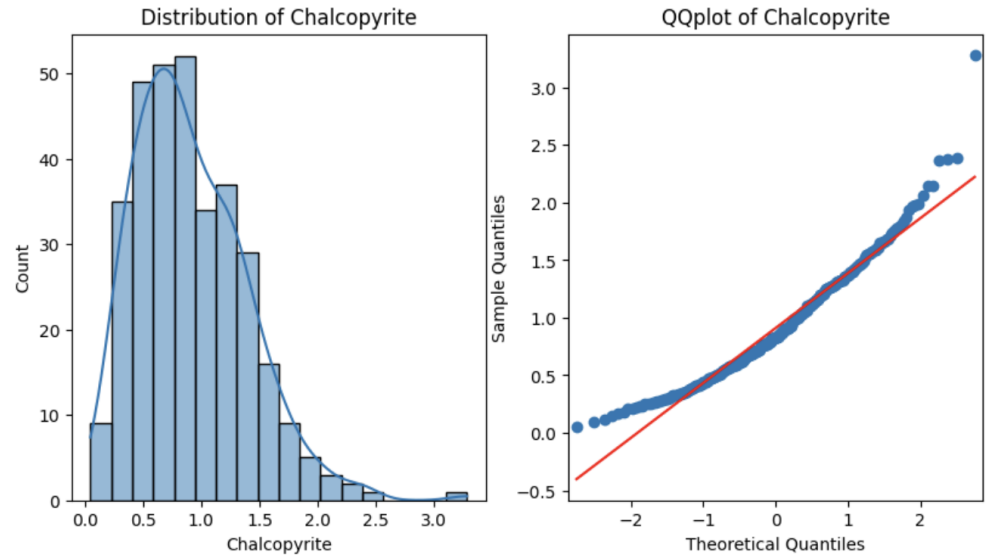 Distribution of Chalcopyrite
50
40
30
20
10
0
Count
0.0 0.5 1.0 1.5 2.0 2.5 3.0
Chalcopyrite
QQplot of Chalcopyrite
3.0
2.5
2.0
1.5
1.0
0.5
0.0
−0.5
Sample Quantiles
−2 −1 0 1 2
Theoretical Quantiles